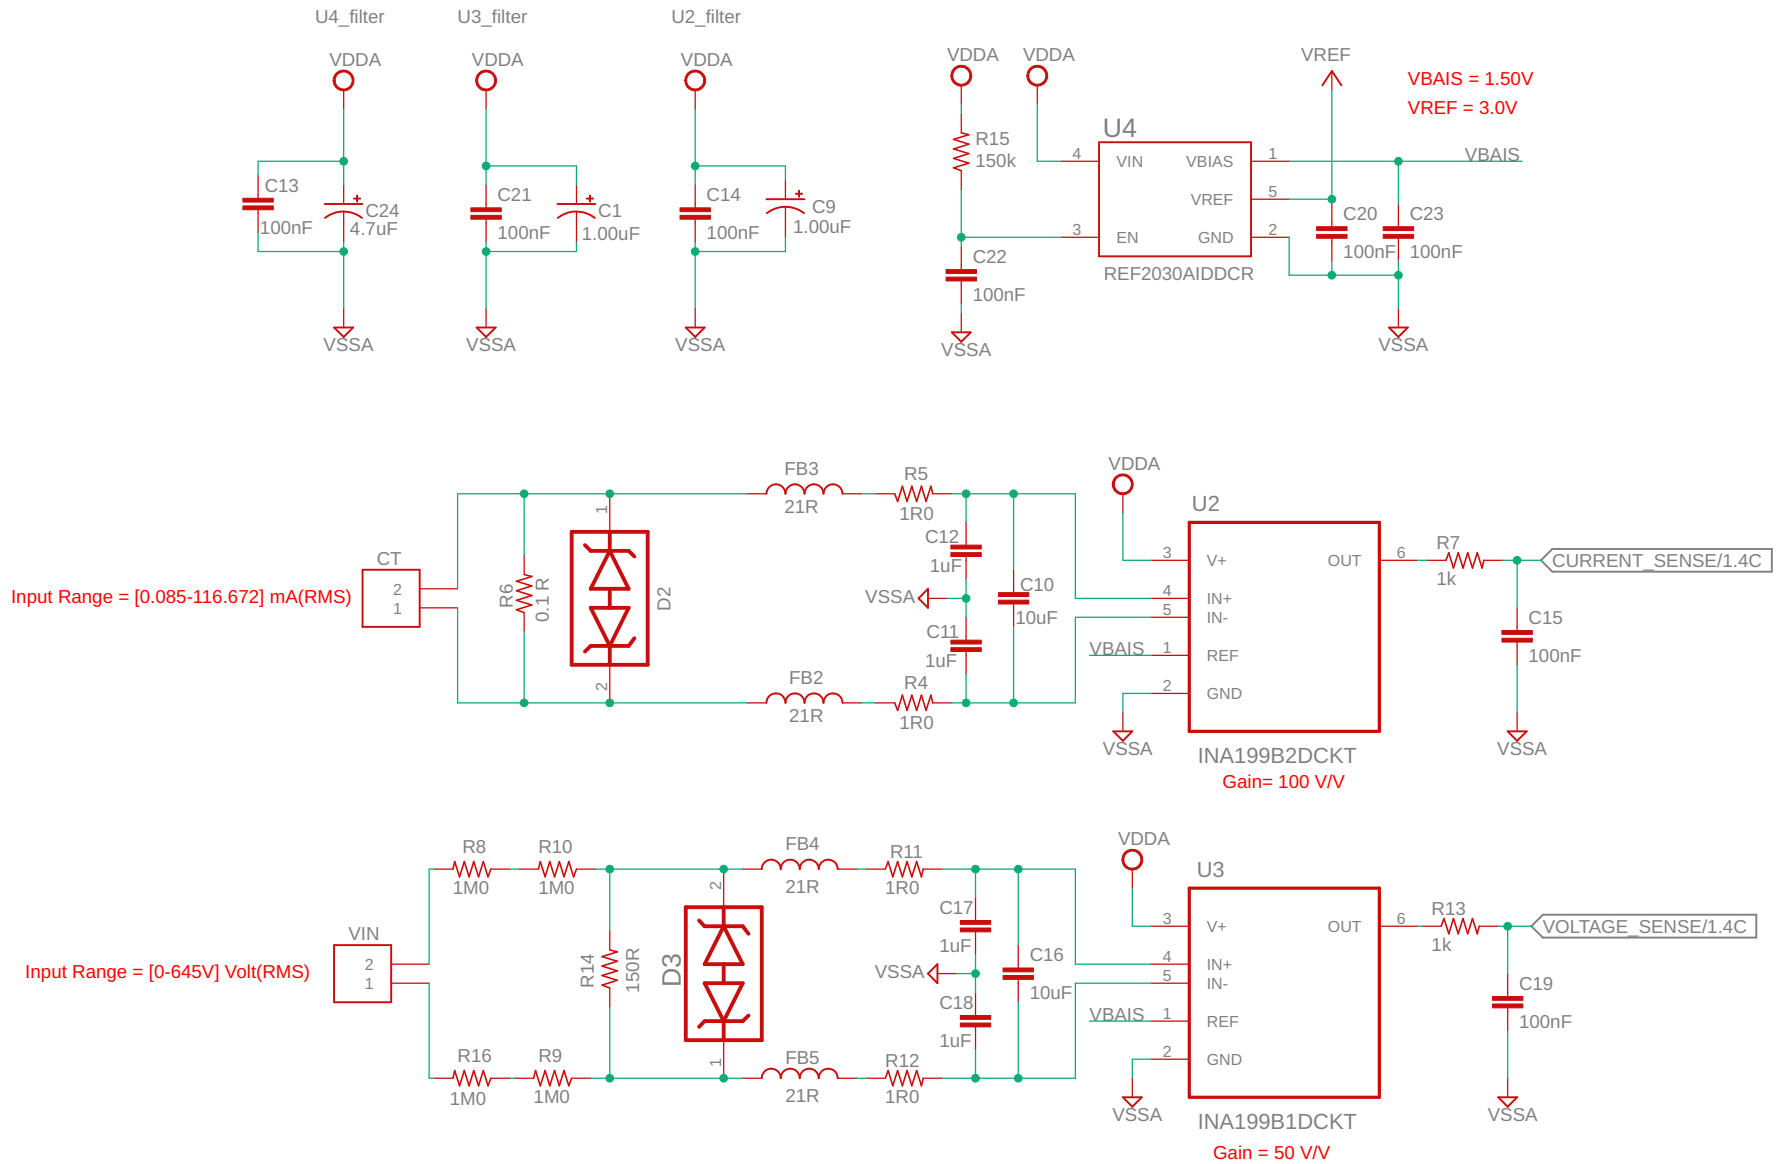 U4_filter
U3_filter
U2_filter
VDDA
VDDA
VDDA
C13
100nF
C24
4.7uF
C21
100nF
C1
1.00uF
C14
100nF
C9
1.00uF
VSSA
VSSA
VSSA
VDDA
VDDA
VREF
VBAIS = 1.50V
VREF = 3.0V
R15
150k
U4
4
VIN
VBIAS
1
VBAIS
VREF
5
3
EN
GND
2
REF2030AIDDCR
C22
100nF
C20
100nF
C23
100nF
VSSA
VSSA
Input Range = [0.085-116.672] mA(RMS)
CT
2
1
R6
0.1 R
1
2
D2
FB3
21R
R5
1R0
FB2
21R
R4
1R0
C12
1uF
VSSA
C11
1uF
C10
10uF
VDDA
U2
3
V+
OUT
6
4
IN+
5
IN-
VBAIS
1
REF
2
GND
VSSA
INA199B2DCKT
Gain= 100 V/V
R7
1k
CURRENT_SENSE/1.4C
C15
100nF
VSSA
Input Range = [0-645V] Volt(RMS)
VIN
2
1
R8
1M0
R10
1M0
R16
1M0
R9
1M0
R14
150R
2
1
D3
FB4
21R
R11
1R0
FB5
21R
R12
1R0
C17
1uF
VSSA
C18
1uF
C16
10uF
VDDA
U3
3
V+
OUT
6
4
IN+
5
IN-
VBAIS
1
REF
2
GND
VSSA
INA199B1DCKT
Gain = 50 V/V
R13
1k
VOLTAGE_SENSE/1.4C
C19
100nF
VSSA